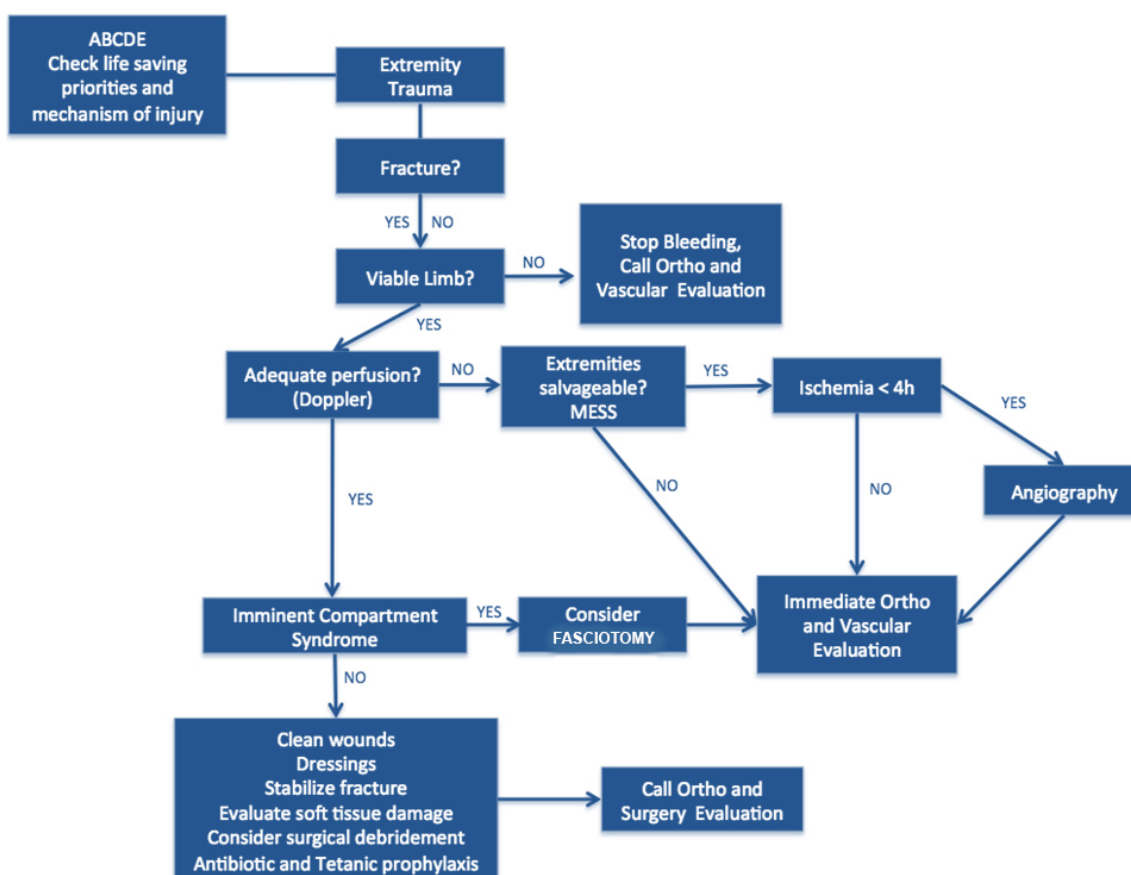 ABCDE
Check life saving
priorities and
mechanism of injury
Extremity
Trauma
Fracture?
YES
NO
Viable Limb?
NO
Stop Bleeding,
Call Ortho and
Vascular Evaluation
YES
Adequate perfusion?
(Doppler)
NO
Extremities
salvageable?
MESS
YES
Ischemia < 4h
YES
YES
NO
NO
Angiography
Imminent Compartment
Syndrome
YES
Consider
FASCIOTOMY
Immediate Ortho
and Vascular
Evaluation
NO
Clean wounds
Dressings
Stabilize fracture
Evaluate soft tissue damage
Consider surgical debridement
Antibiotic and Tetanic prophylaxis
Call Ortho and
Surgery Evaluation